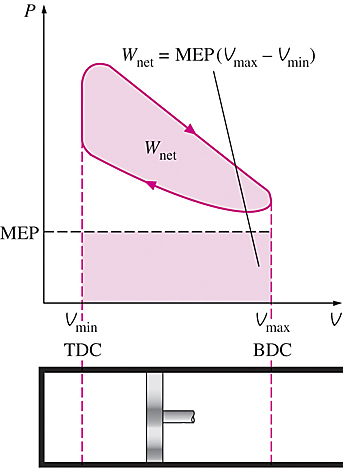 P
W_net = MEP(V_max – V_min)
W_net
MEP
V_min V_max V
TDC BDC